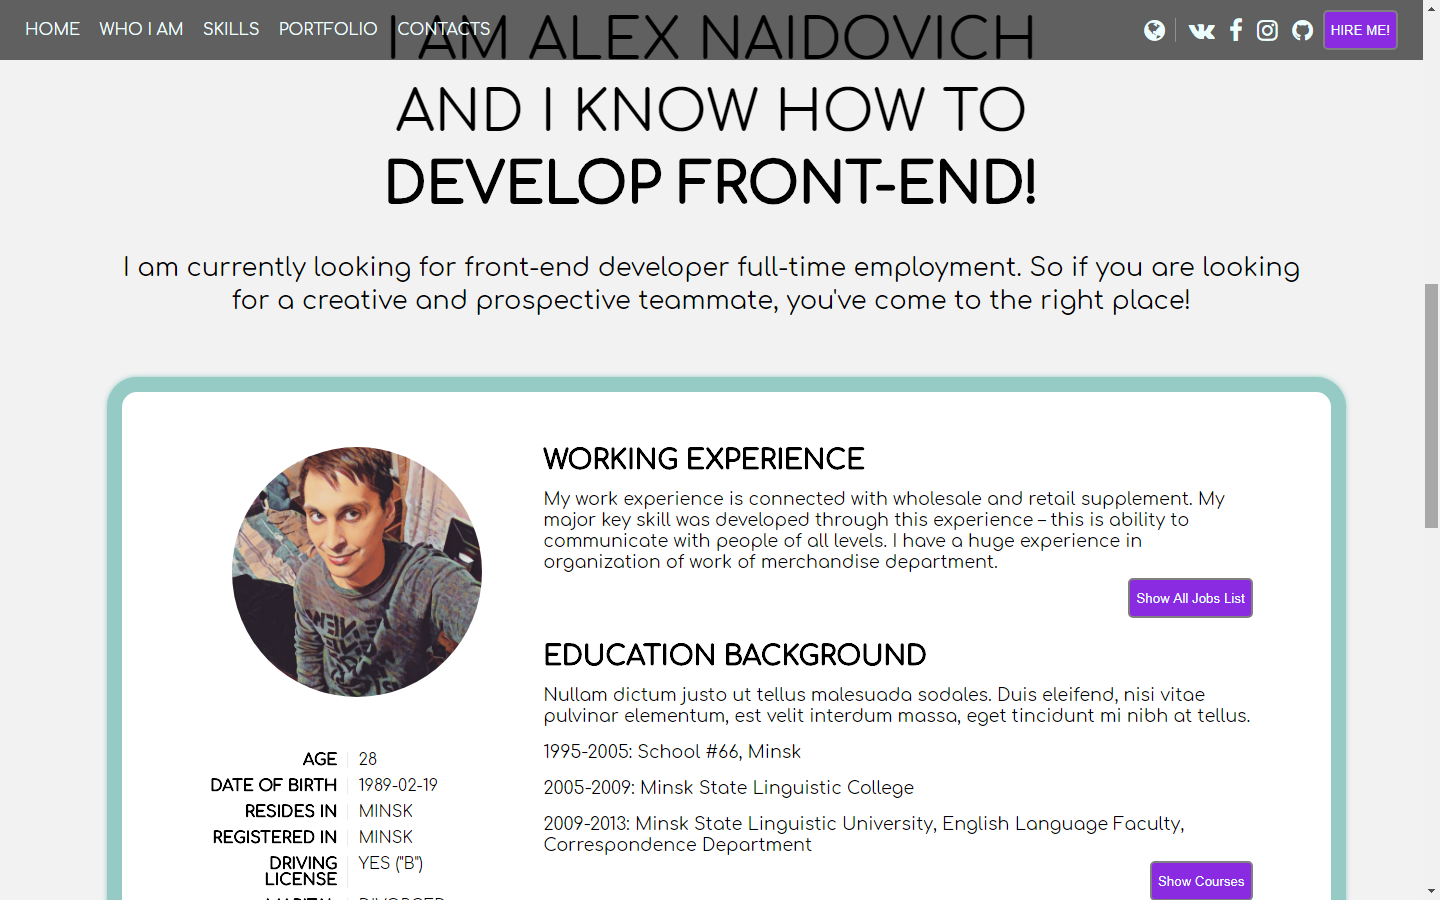 HOME WHO I AM SKILLS PORTFOLIO CONTACTS HIRE ME!
I AM ALEX NAIDOVICH
AND I KNOW HOW TO
DEVELOP FRONT-END!
I am currently looking for front-end developer full-time employment. So if you are looking
for a creative and prospective teammate, you've come to the right place!
WORKING EXPERIENCE
My work experience is connected with wholesale and retail supplement. My
major key skill was developed through this experience – this is ability to
communicate with people of all levels. I have a huge experience in
organization of work of merchandise department.
Show All Jobs List
EDUCATION BACKGROUND
Nullam dictum justo ut tellus malesuada sodales. Duis eleifend, nisi vitae
pulvinar elementum, est velit interdum massa, eget tincidunt mi nibh at tellus.
1995-2005: School #66, Minsk
2005-2009: Minsk State Linguistic College
2009-2013: Minsk State Linguistic University, English Language Faculty,
Correspondence Department
Show Courses
AGE 28
DATE OF BIRTH 1989-02-19
RESIDES IN MINSK
REGISTERED IN MINSK
DRIVING YES ("B")
LICENSE
MARITAL DIVORCED